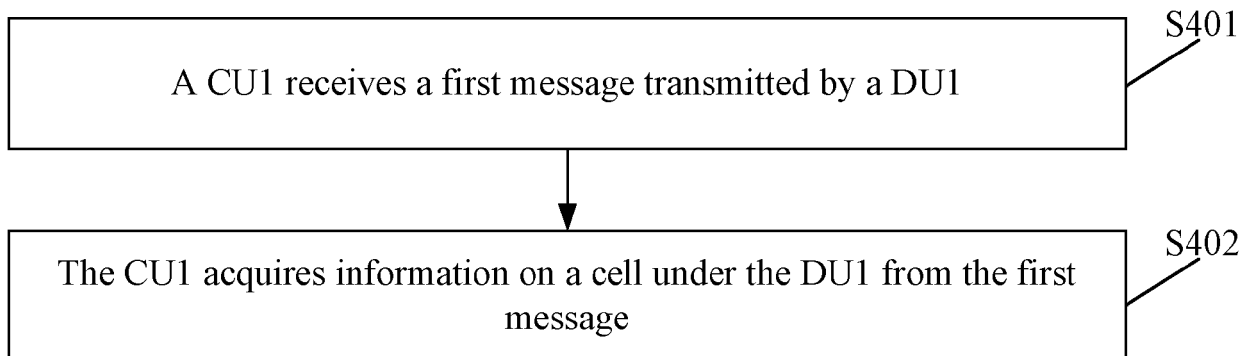 S401
A CU1 receives a first message transmitted by a DU1
S402
The CU1 acquires information on a cell under the DU1 from the first
message